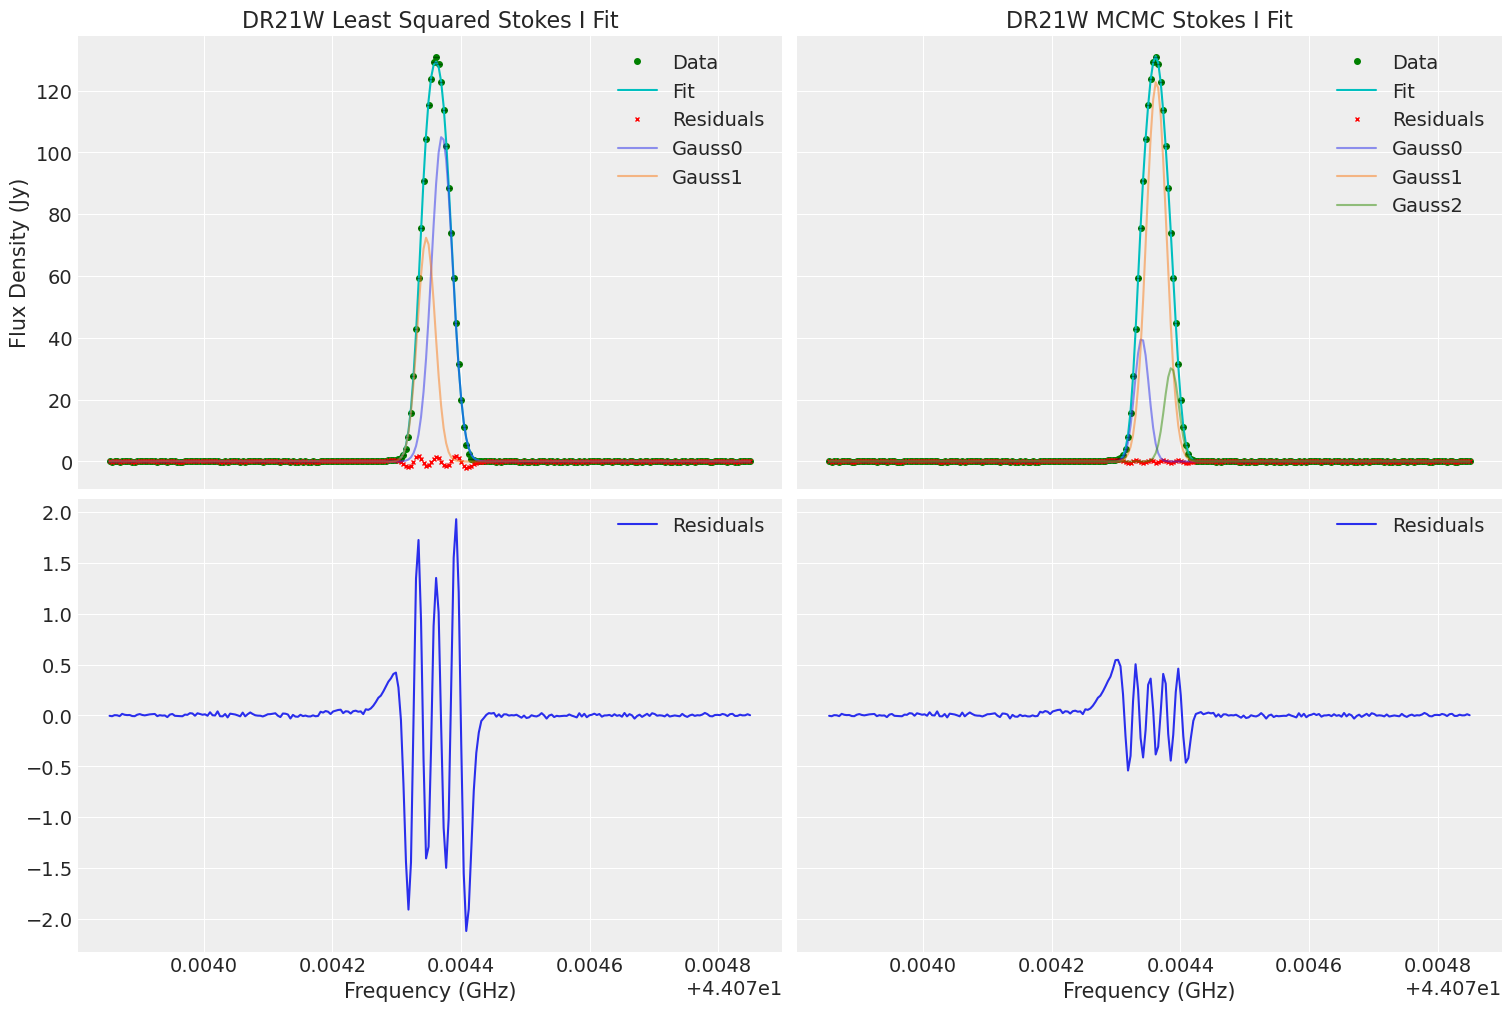 DR21W Least Squared Stokes I Fit
DR21W MCMC Stokes I Fit
Flux Density (Jy)
120
100
80
60
40
20
0
Data
Fit
Residuals
Gauss0
Gauss1
Data
Fit
Residuals
Gauss0
Gauss1
Gauss2
2.0
1.5
1.0
0.5
0.0
−0.5
−1.0
−1.5
−2.0
Residuals
Residuals
0.0040 0.0042 0.0044 0.0046 0.0048
+4.407e1
Frequency (GHz)
0.0040 0.0042 0.0044 0.0046 0.0048
+4.407e1
Frequency (GHz)